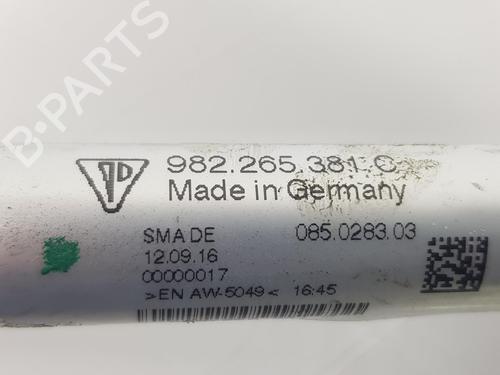 B-PARTS
982.265.381.C
Made in Germany
SMA DE 085.0283.03
12.09.16
00000017
>EN AW-5049< 16:45